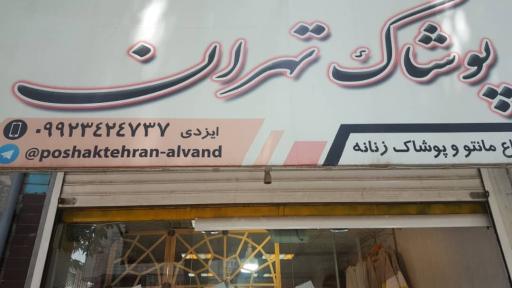 پوشاک تهران
ایزدی ۰۹۹۲۳۴۲۴۷۳۷
مانتو و پوشاک زنانه
@poshaktehran-alvand